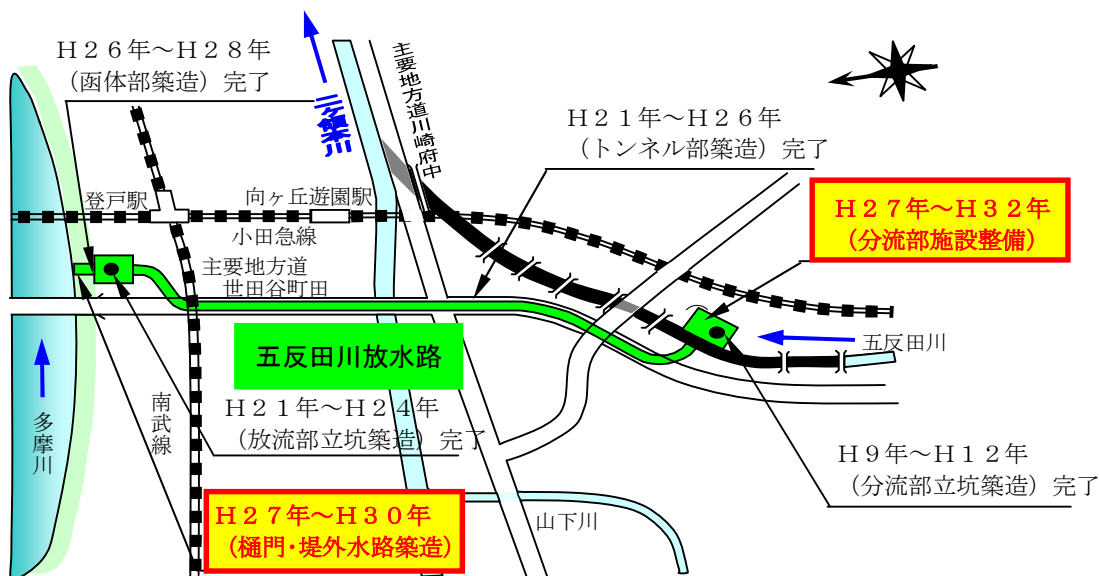 Ｈ２６年～Ｈ２８年
（函体部築造）完了
二ヶ領本川
主要地方道川崎府中
Ｈ２１年～Ｈ２６年
（トンネル部築造）完了
Ｈ２７年～Ｈ３２年
（分流部施設整備）
登戸駅
向ヶ丘遊園駅
小田急線
主要地方道
世田谷町田
五反田川放水路
五反田川
Ｈ２１年～Ｈ２４年
（放流部立坑築造）完了
南武線
多摩川
Ｈ９年～Ｈ１２年
（分流部立坑築造）完了
Ｈ２７年～Ｈ３０年
（樋門・堤外水路築造）
山下川